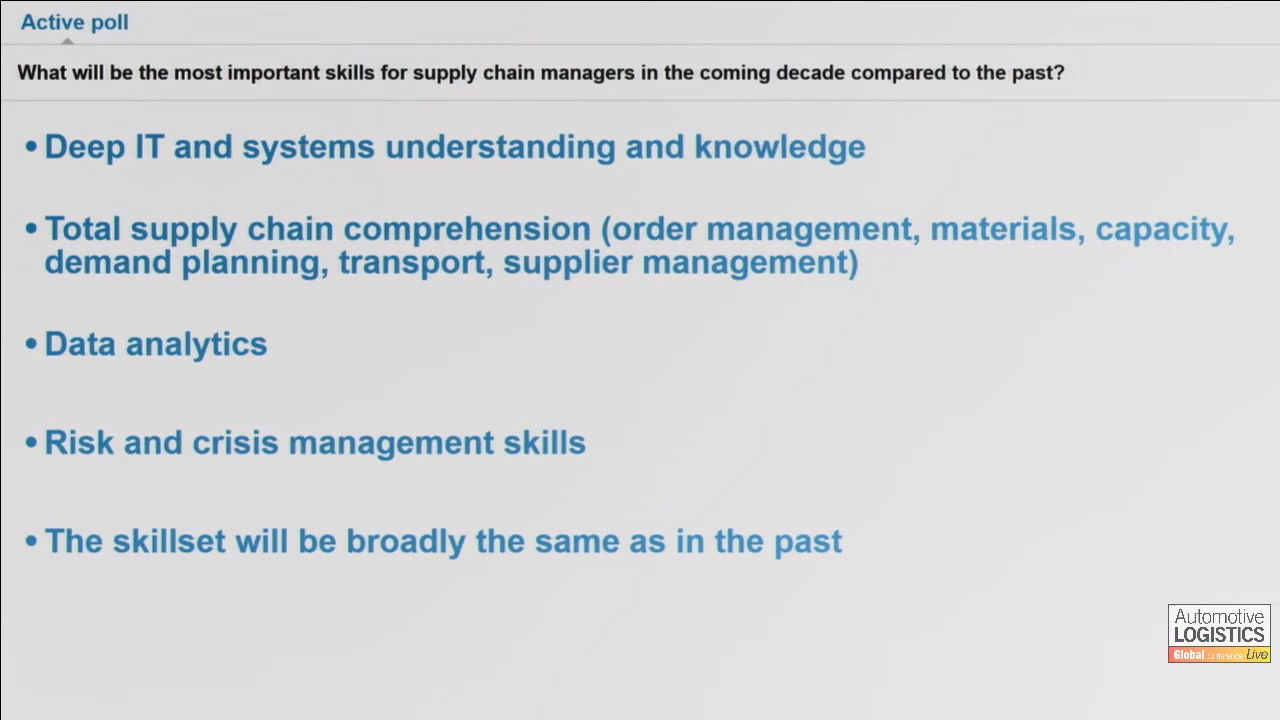 Active poll
What will be the most important skills for supply chain managers in the coming decade compared to the past?
• Deep IT and systems understanding and knowledge
• Total supply chain comprehension (order management, materials, capacity,
demand planning, transport, supplier management)
• Data analytics
• Risk and crisis management skills
• The skillset will be broadly the same as in the past
Automotive
LOGISTICS
Global conference Live